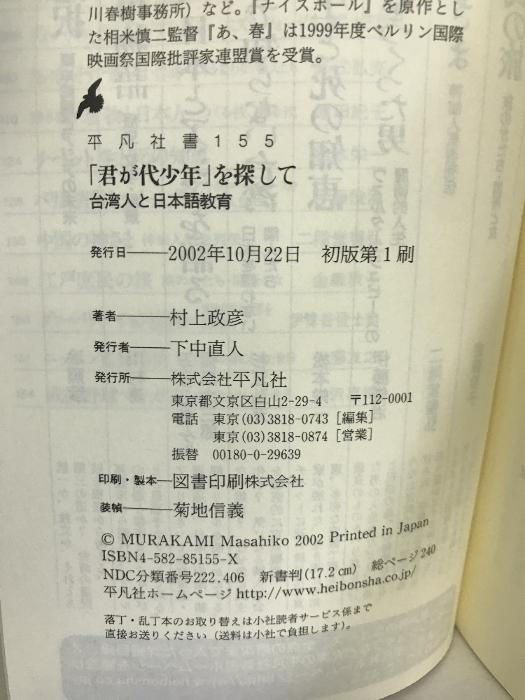 川春樹事務所）など。『ナイスボール』を原作とし
た相米慎二監督『あ、春』は1999年度ベルリン国際
映画祭国際批評家連盟賞を受賞。
平凡社書155
「君が代少年」を探して
台湾人と日本語教育
発行日―――2002年10月22日　初版第1刷
著者――――村上政彦
発行者―――下中直人
発行所―――株式会社平凡社
東京都文京区白山2-29-4　〒112-0001
電話　東京(03)3818-0743［編集］
東京(03)3818-0874［営業］
振替　00180-0-29639
印刷・製本―図書印刷株式会社
装幀――――菊地信義
© MURAKAMI Masahiko 2002 Printed in Japan
ISBN4-582-85155-X
NDC分類番号222.406　新書判(17.2 cm)　総ページ240
平凡社ホームページ http://www.heibonsha.co.jp/
落丁・乱丁本のお取り替えは小社読者サービス係まで
直接お送りください（送料は小社で負担します）。